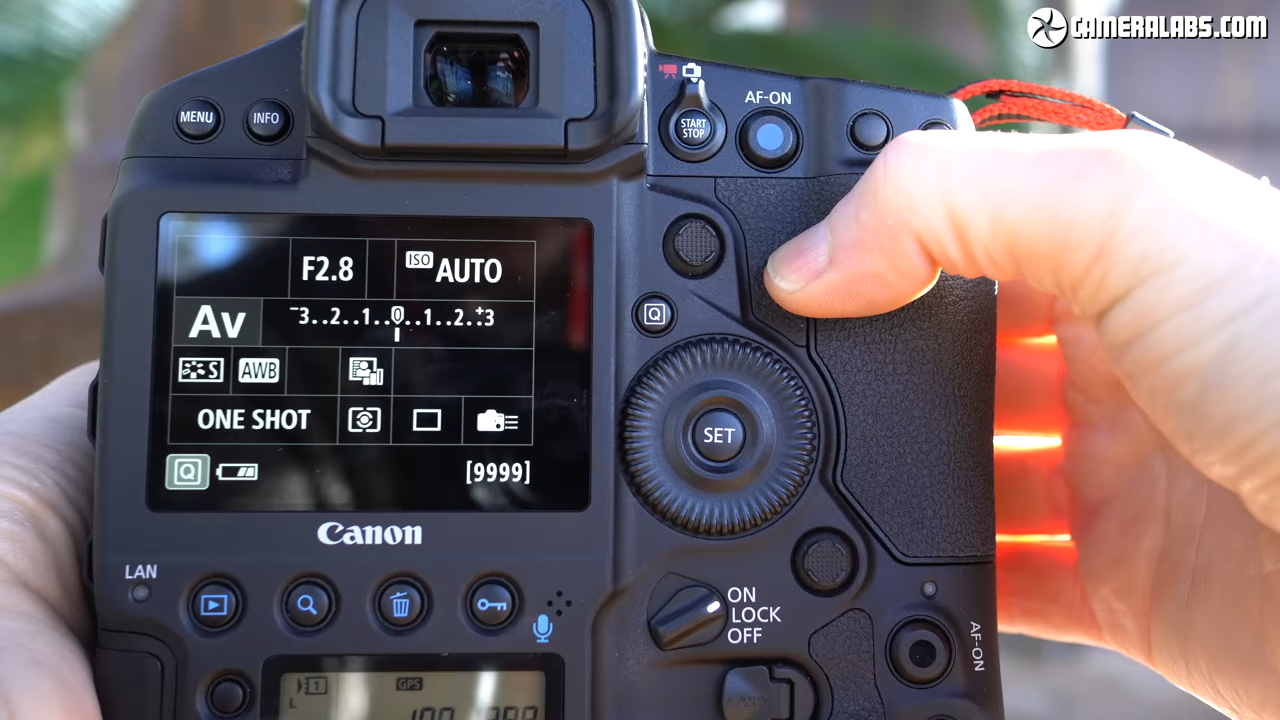 CAMERALABS.COM
MENU
INFO
START
STOP
AF-ON
F2.8
ISO AUTO
Av
-3..2..1..0..1..2.+3
S
AWB
Q
ONE SHOT
Q
[9999]
SET
Canon
LAN
ON
LOCK
OFF
AF-ON
1
GPS
L